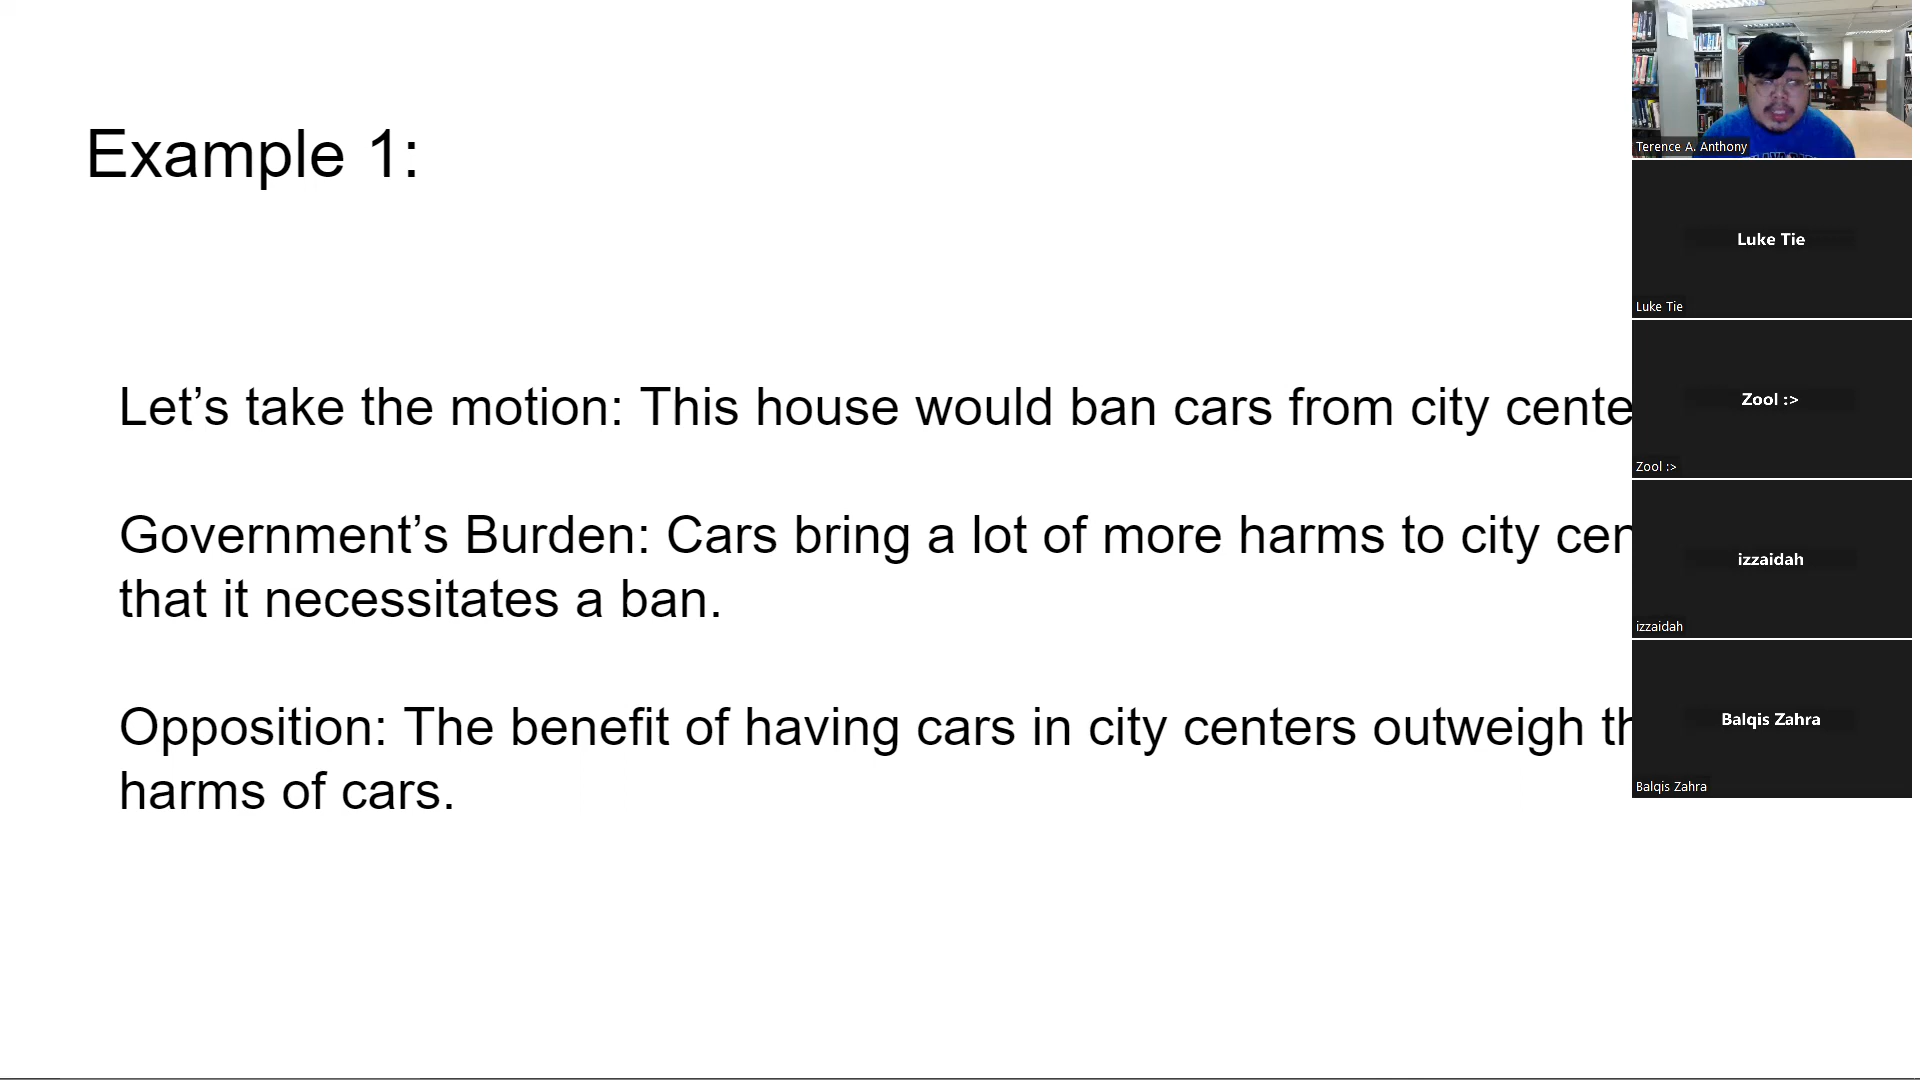 Example 1:
Let’s take the motion: This house would ban cars from city cente
Government’s Burden: Cars bring a lot of more harms to city cen
that it necessitates a ban.
Opposition: The benefit of having cars in city centers outweigh th
harms of cars.
Terence A. Anthony
Luke Tie
Luke Tie
Zool :>
Zool :>
izzaidah
izzaidah
Balqis Zahra
Balqis Zahra